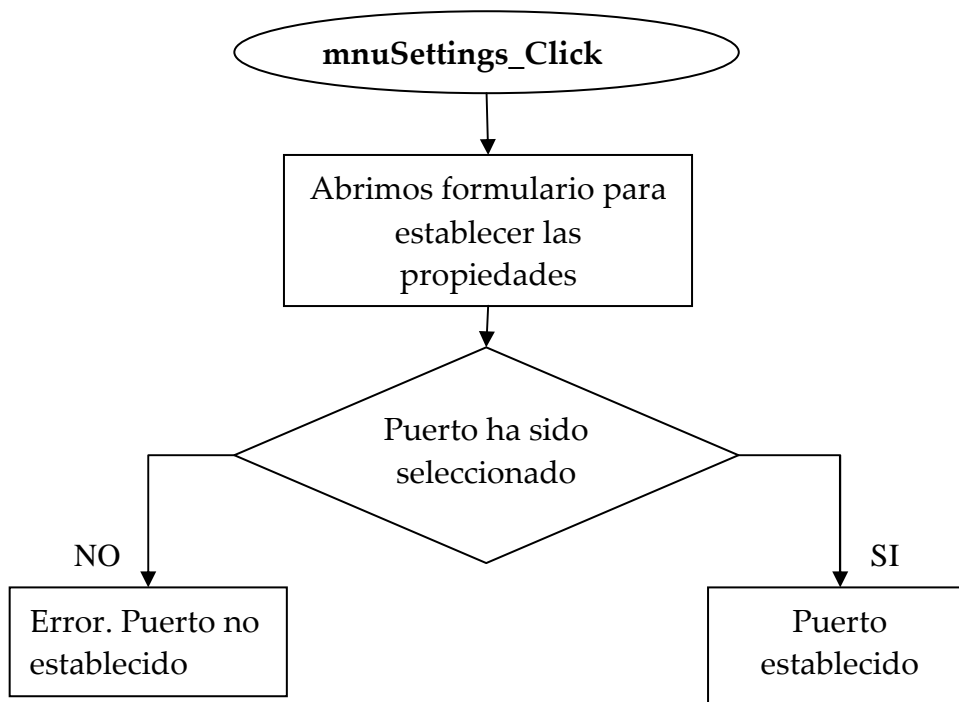 mnuSettings_Click
Abrimos formulario para
establecer las
propiedades
Puerto ha sido
seleccionado
NO
SI
Error. Puerto no
establecido
Puerto
establecido